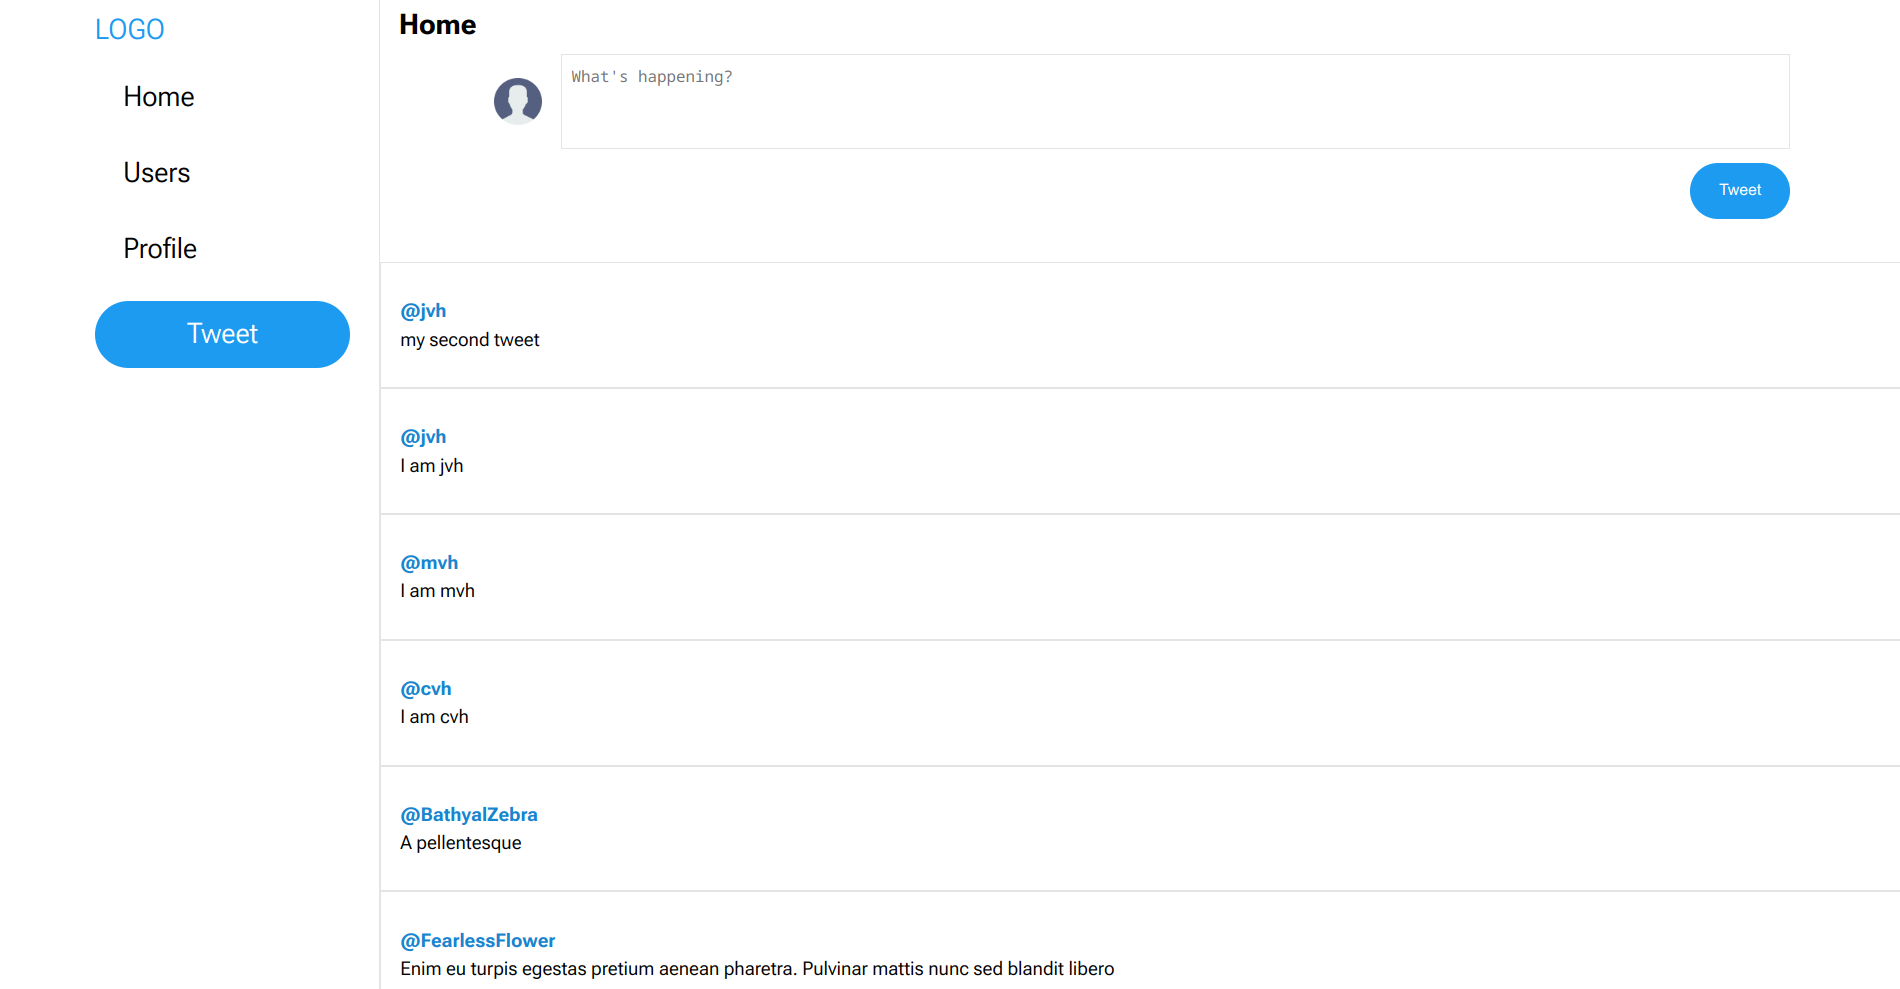 LOGO
Home
Users
Profile
Tweet
Home
What's happening?
Tweet
@jvh
my second tweet
@jvh
I am jvh
@mvh
I am mvh
@cvh
I am cvh
@BathyalZebra
A pellentesque
@FearlessFlower
Enim eu turpis egestas pretium aenean pharetra. Pulvinar mattis nunc sed blandit libero